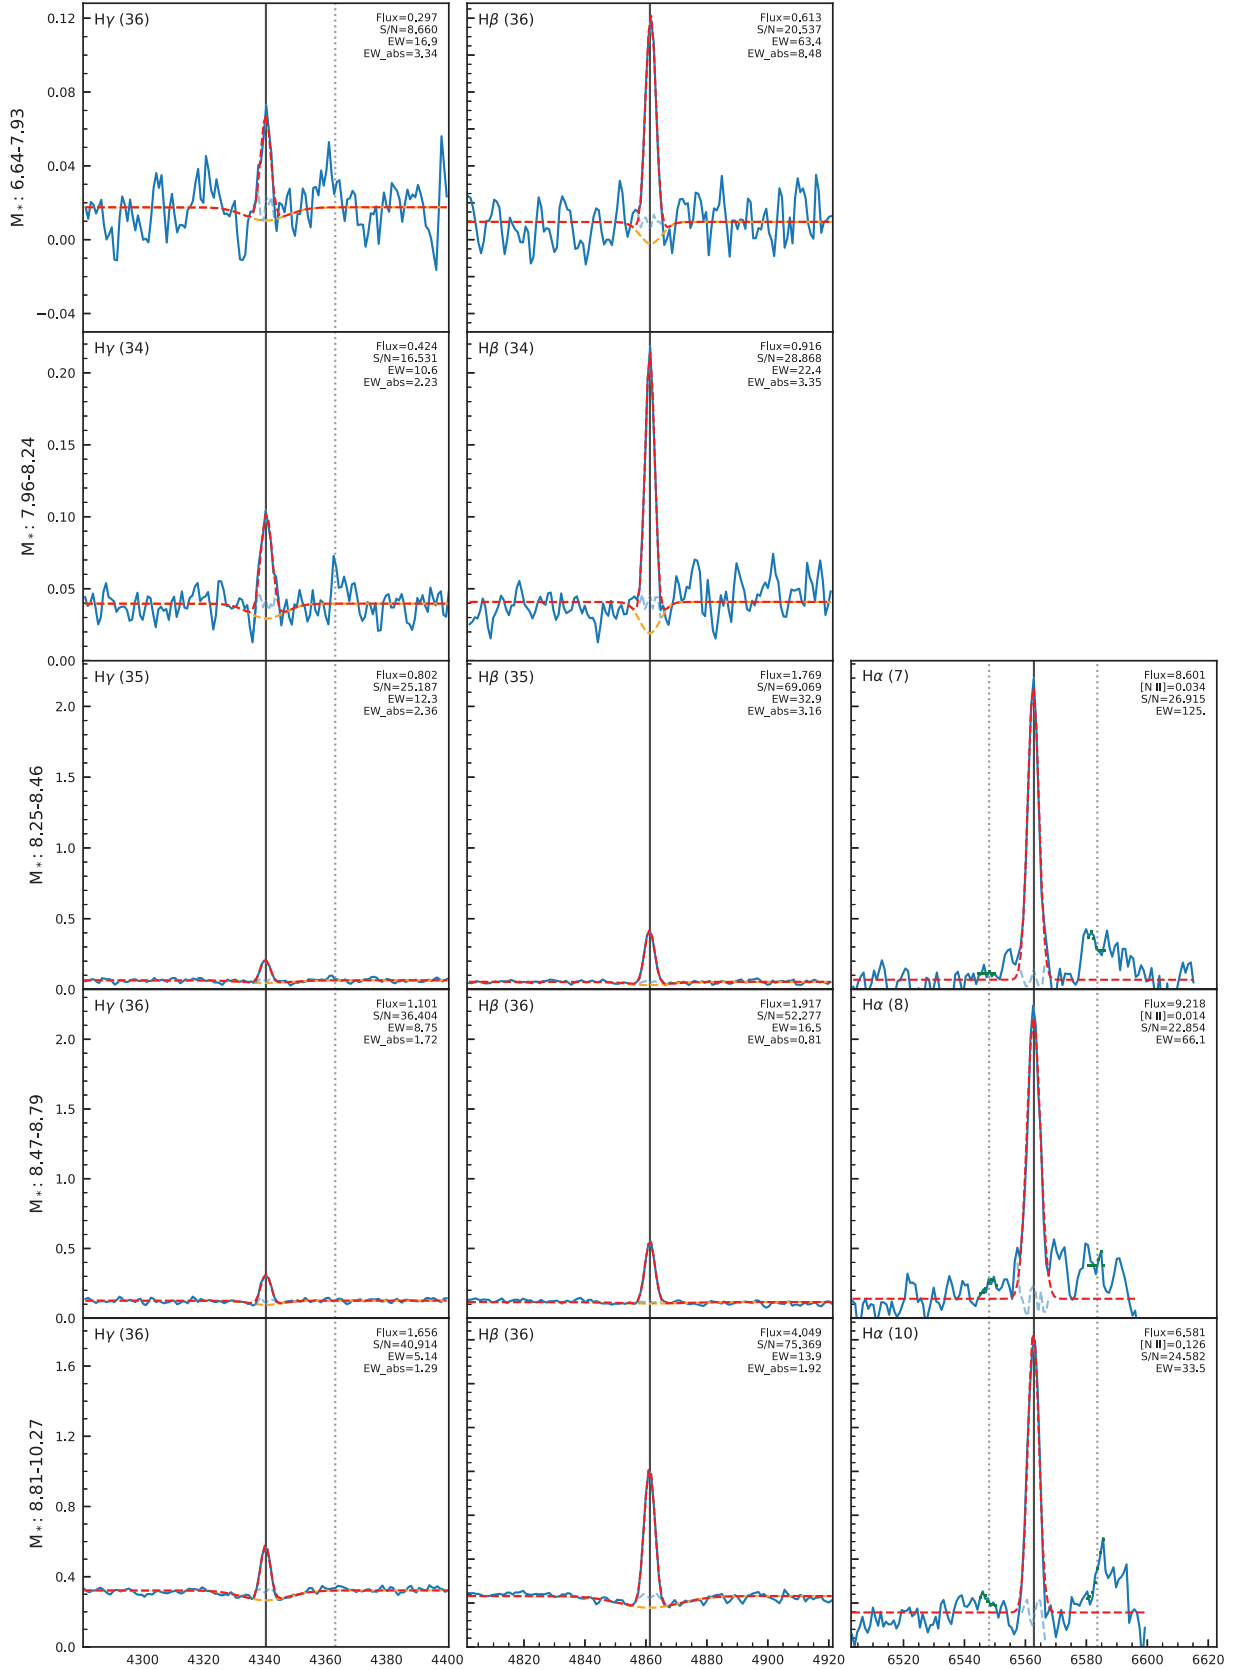 Hγ (36)
Flux=0.297
S/N=8.660
EW=16.9
EW_abs=3.34
Hβ (36)
Flux=0.613
S/N=20.537
EW=63.4
EW_abs=8.48
0.12
0.08
0.04
0.00
−0.04
M*: 6.64-7.93
Hγ (34)
Flux=0.424
S/N=16.531
EW=10.6
EW_abs=2.23
Hβ (34)
Flux=0.916
S/N=28.868
EW=22.4
EW_abs=3.35
0.20
0.15
0.10
0.05
0.00
M*: 7.96-8.24
Hγ (35)
Flux=0.802
S/N=25.187
EW=12.3
EW_abs=2.36
Hβ (35)
Flux=1.769
S/N=69.069
EW=32.9
EW_abs=3.16
Hα (7)
Flux=8.601
[N II]=0.034
S/N=26.915
EW=125.
2.0
1.5
1.0
0.5
0.0
M*: 8.25-8.46
Hγ (36)
Flux=1.101
S/N=36.404
EW=8.75
EW_abs=1.72
Hβ (36)
Flux=1.917
S/N=52.277
EW=16.5
EW_abs=0.81
Hα (8)
Flux=9.218
[N II]=0.014
S/N=22.854
EW=66.1
2.0
1.5
1.0
0.5
0.0
M*: 8.47-8.79
Hγ (36)
Flux=1.656
S/N=40.914
EW=5.14
EW_abs=1.29
Hβ (36)
Flux=4.049
S/N=75.369
EW=13.9
EW_abs=1.92
Hα (10)
Flux=6.581
[N II]=0.126
S/N=24.582
EW=33.5
1.6
1.2
0.8
0.4
0.0
M*: 8.81-10.27
4300 4320 4340 4360 4380 4400
4820 4840 4860 4880 4900 4920
6520 6540 6560 6580 6600 6620